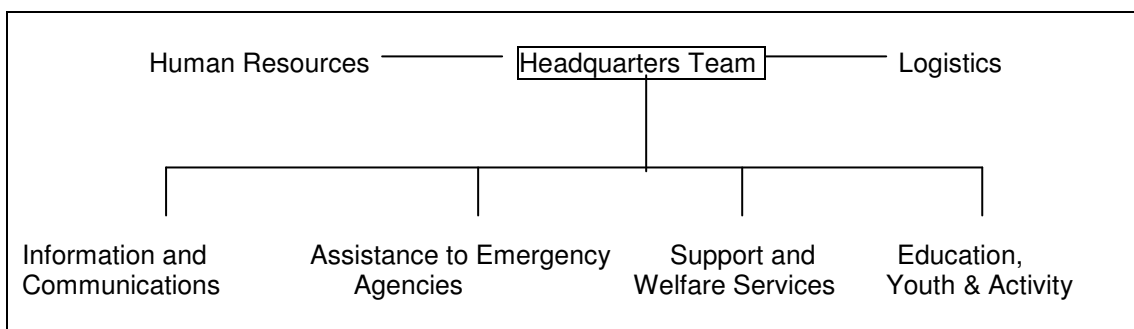 Human Resources Headquarters Team Logistics
Information and Assistance to Emergency Support and Education,
Communications Agencies Welfare Services Youth & Activity